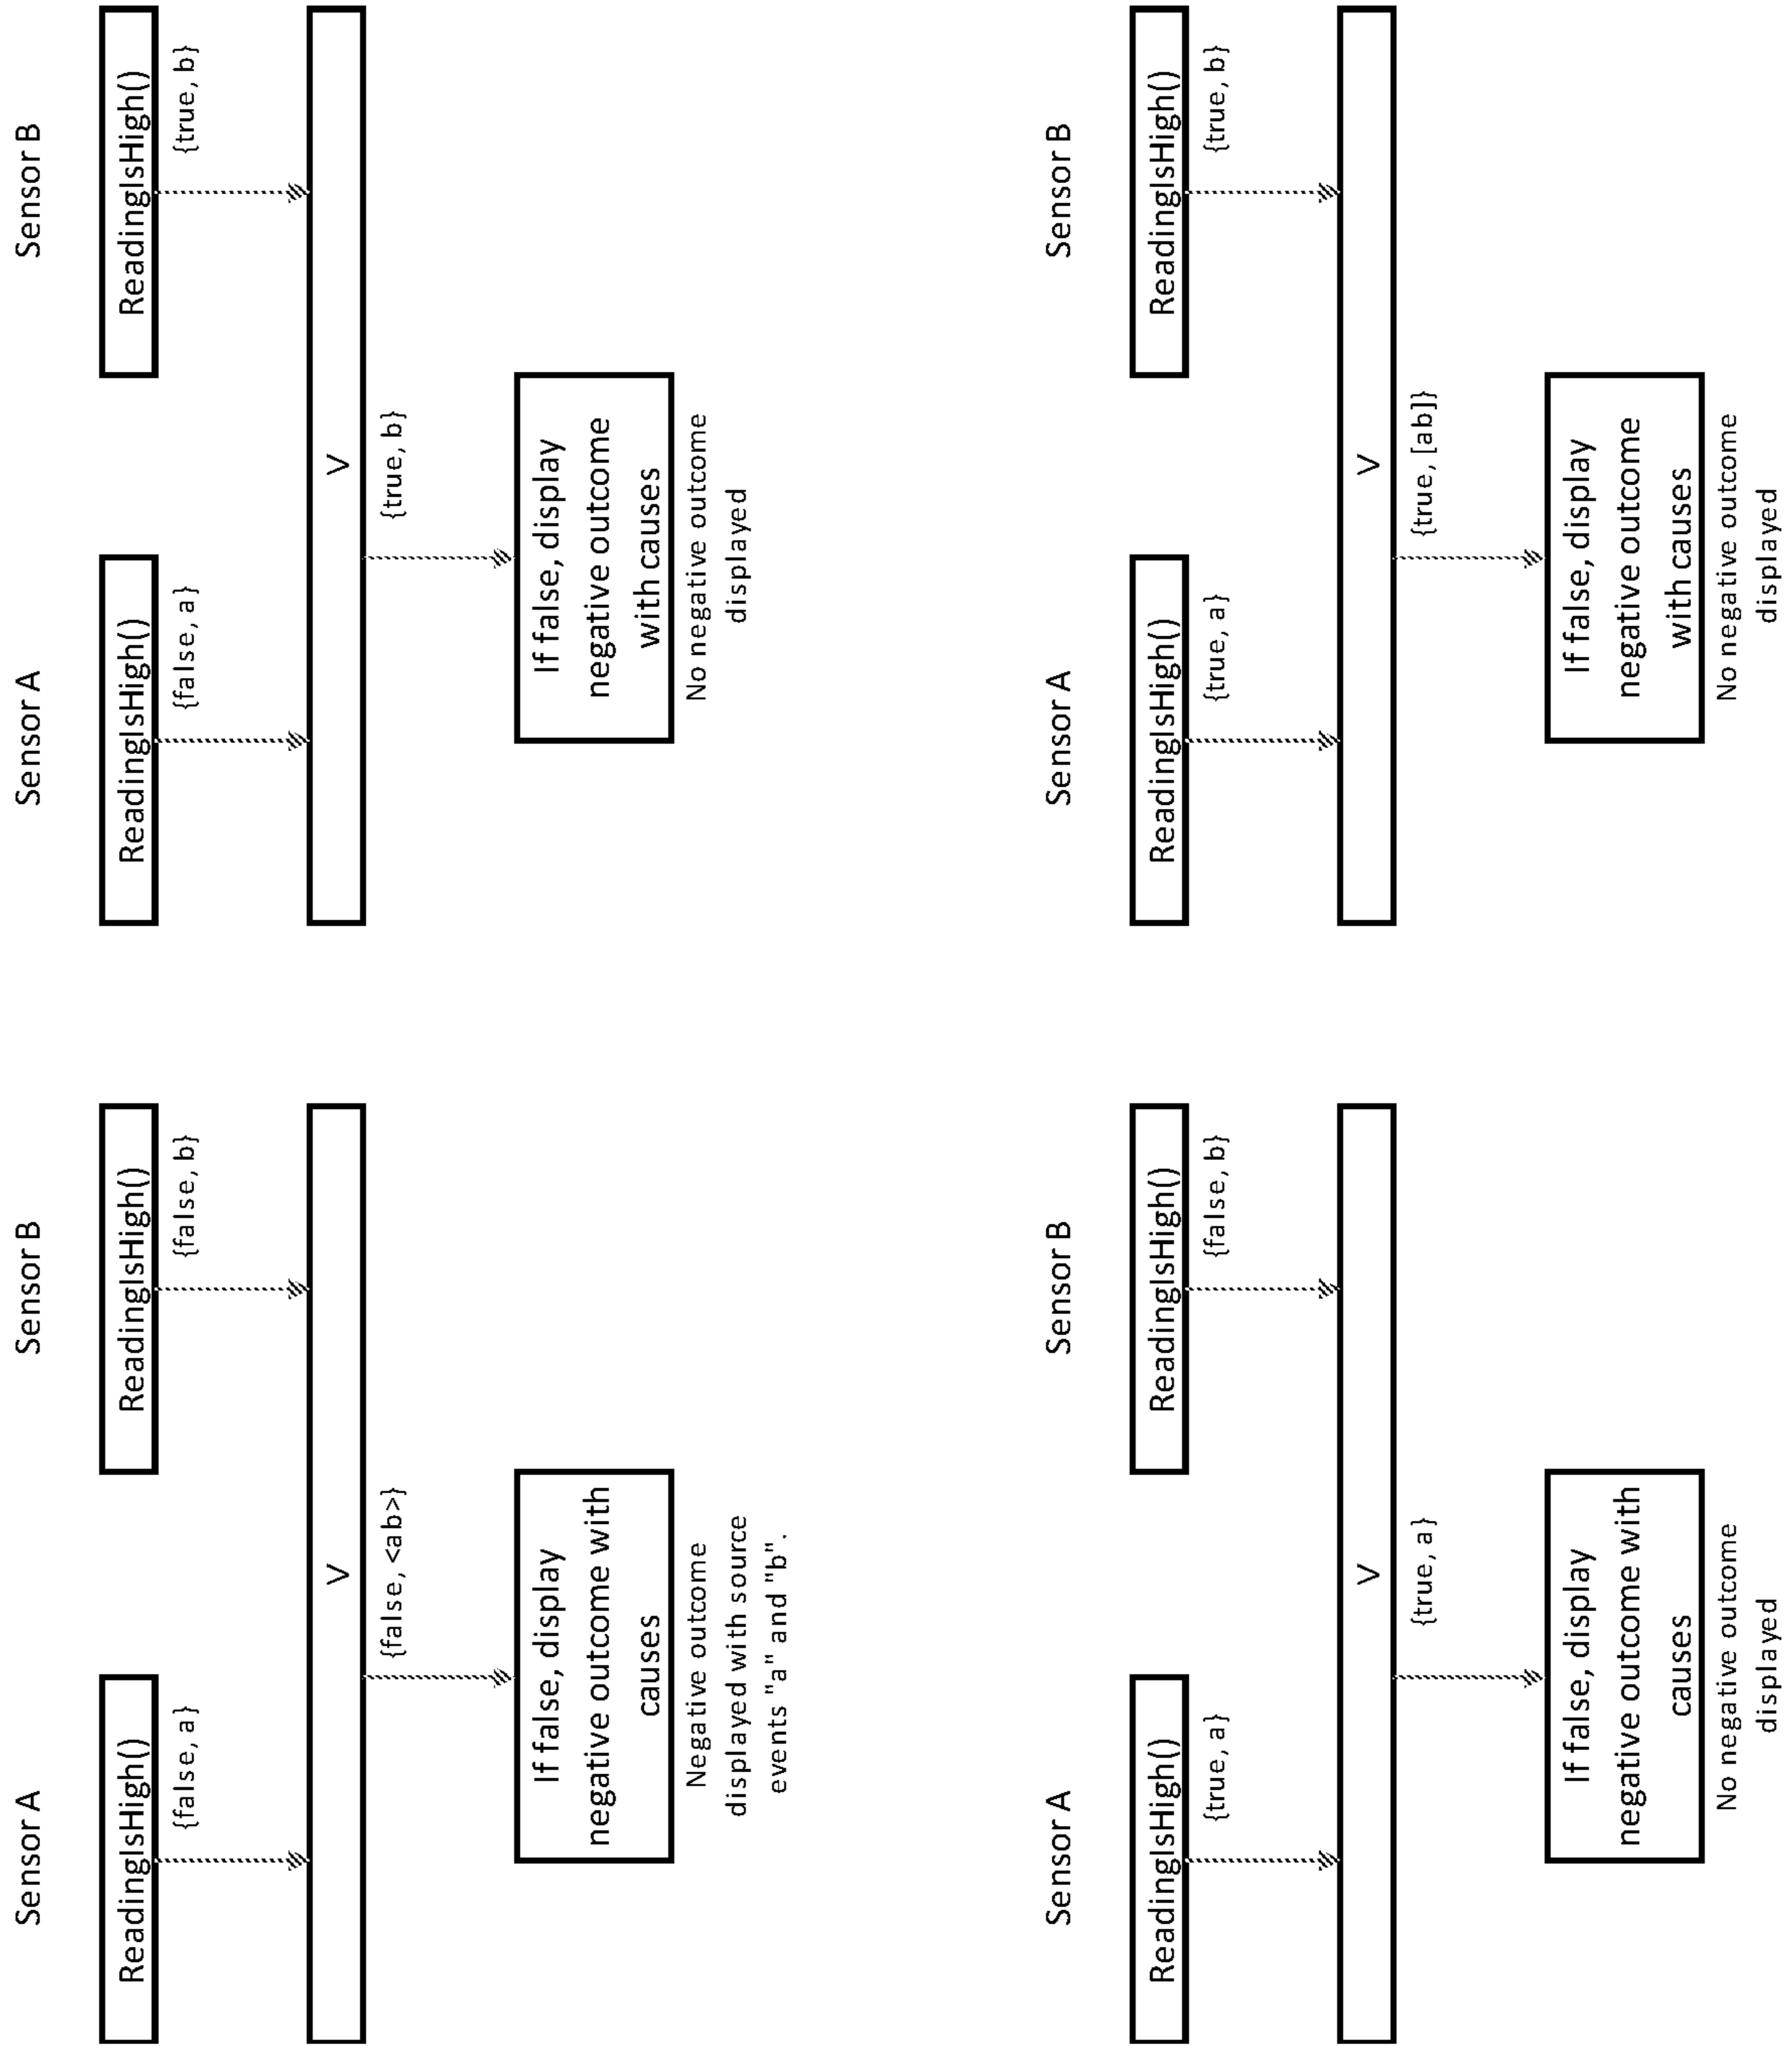 Sensor A
Sensor B
ReadingIsHigh()
ReadingIsHigh()
{false, a}
{false, b}
V
{false, <ab>}
If false, display
negative outcome with
causes
Negative outcome
displayed with source
events "a" and "b".
Sensor A
Sensor B
ReadingIsHigh()
ReadingIsHigh()
{false, a}
{true, b}
V
{true, b}
If false, display
negative outcome
with causes
No negative outcome
displayed
Sensor A
Sensor B
ReadingIsHigh()
ReadingIsHigh()
{true, a}
{false, b}
V
{true, a}
If false, display
negative outcome with
causes
No negative outcome
displayed
Sensor A
Sensor B
ReadingIsHigh()
ReadingIsHigh()
{true, a}
{true, b}
V
{true, [ab]}
If false, display
negative outcome
with causes
No negative outcome
displayed